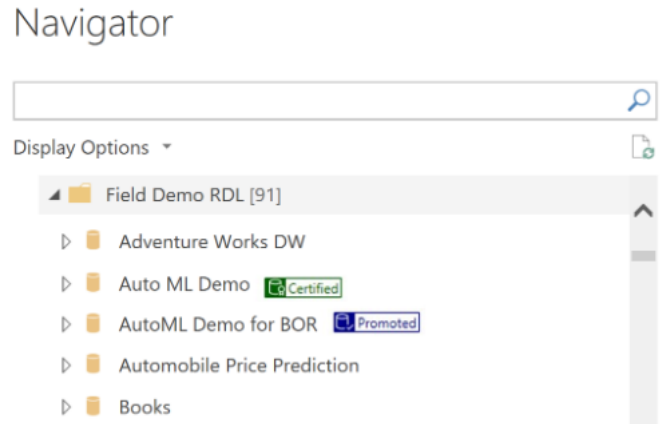 Navigator
Display Options
Field Demo RDL [91]
Adventure Works DW
Auto ML Demo Certified
AutoML Demo for BOR Promoted
Automobile Price Prediction
Books